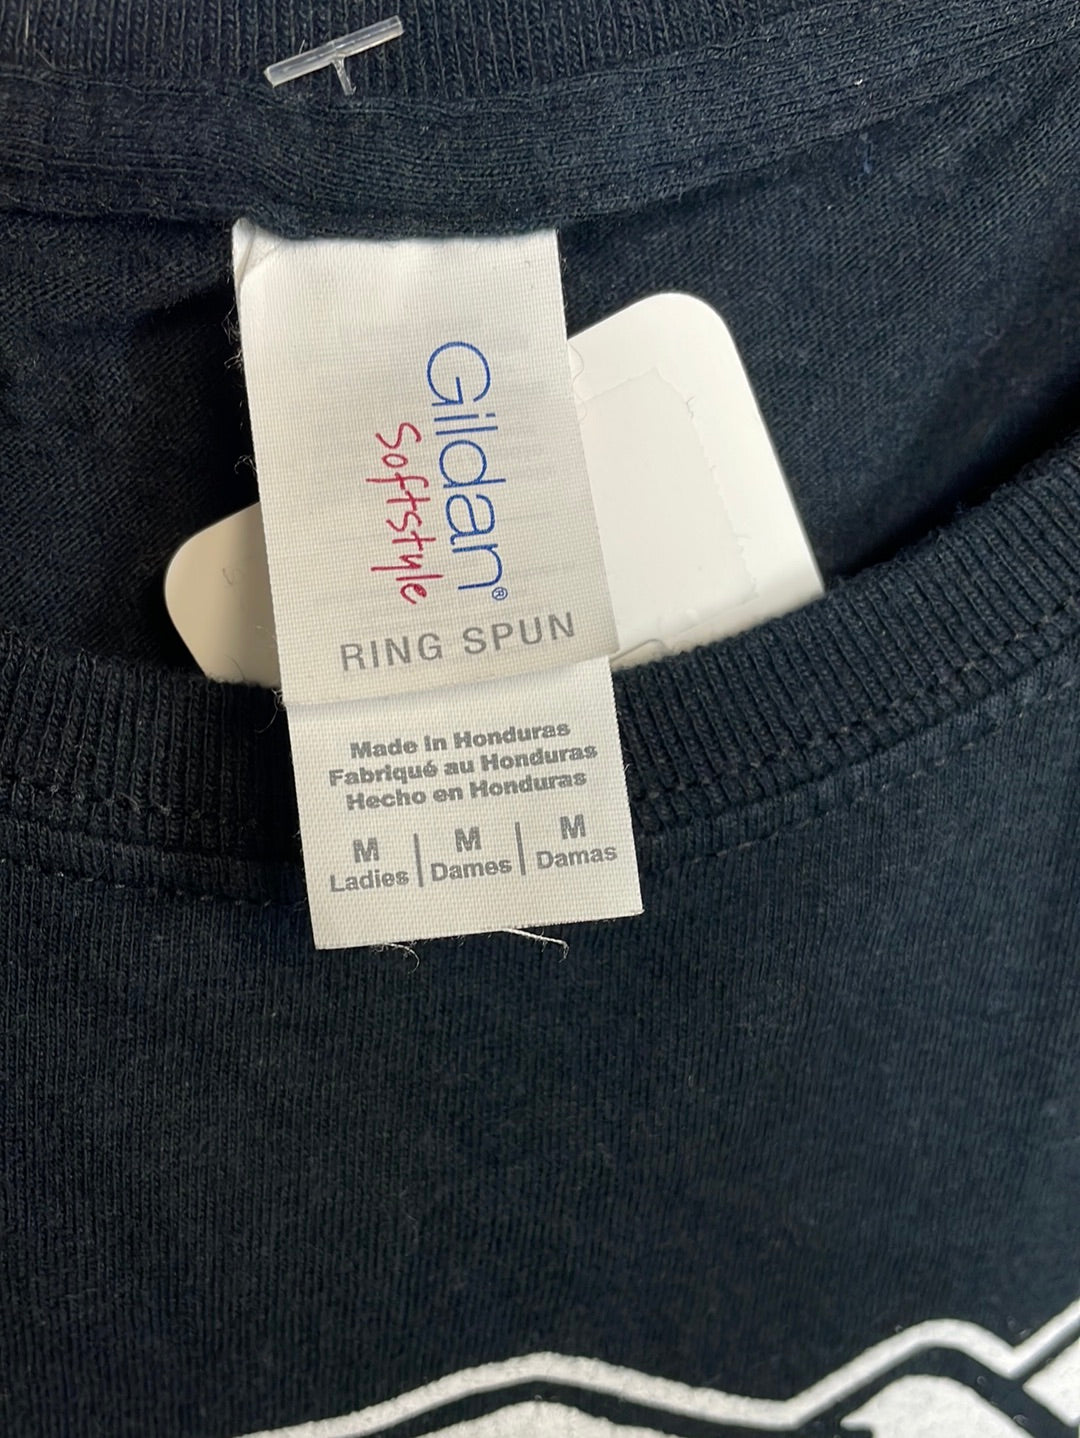 Gildan®
Softstyle
RING SPUN
Made in Honduras
Fabriqué au Honduras
Hecho en Honduras
M | M | M
Ladies | Dames | Damas